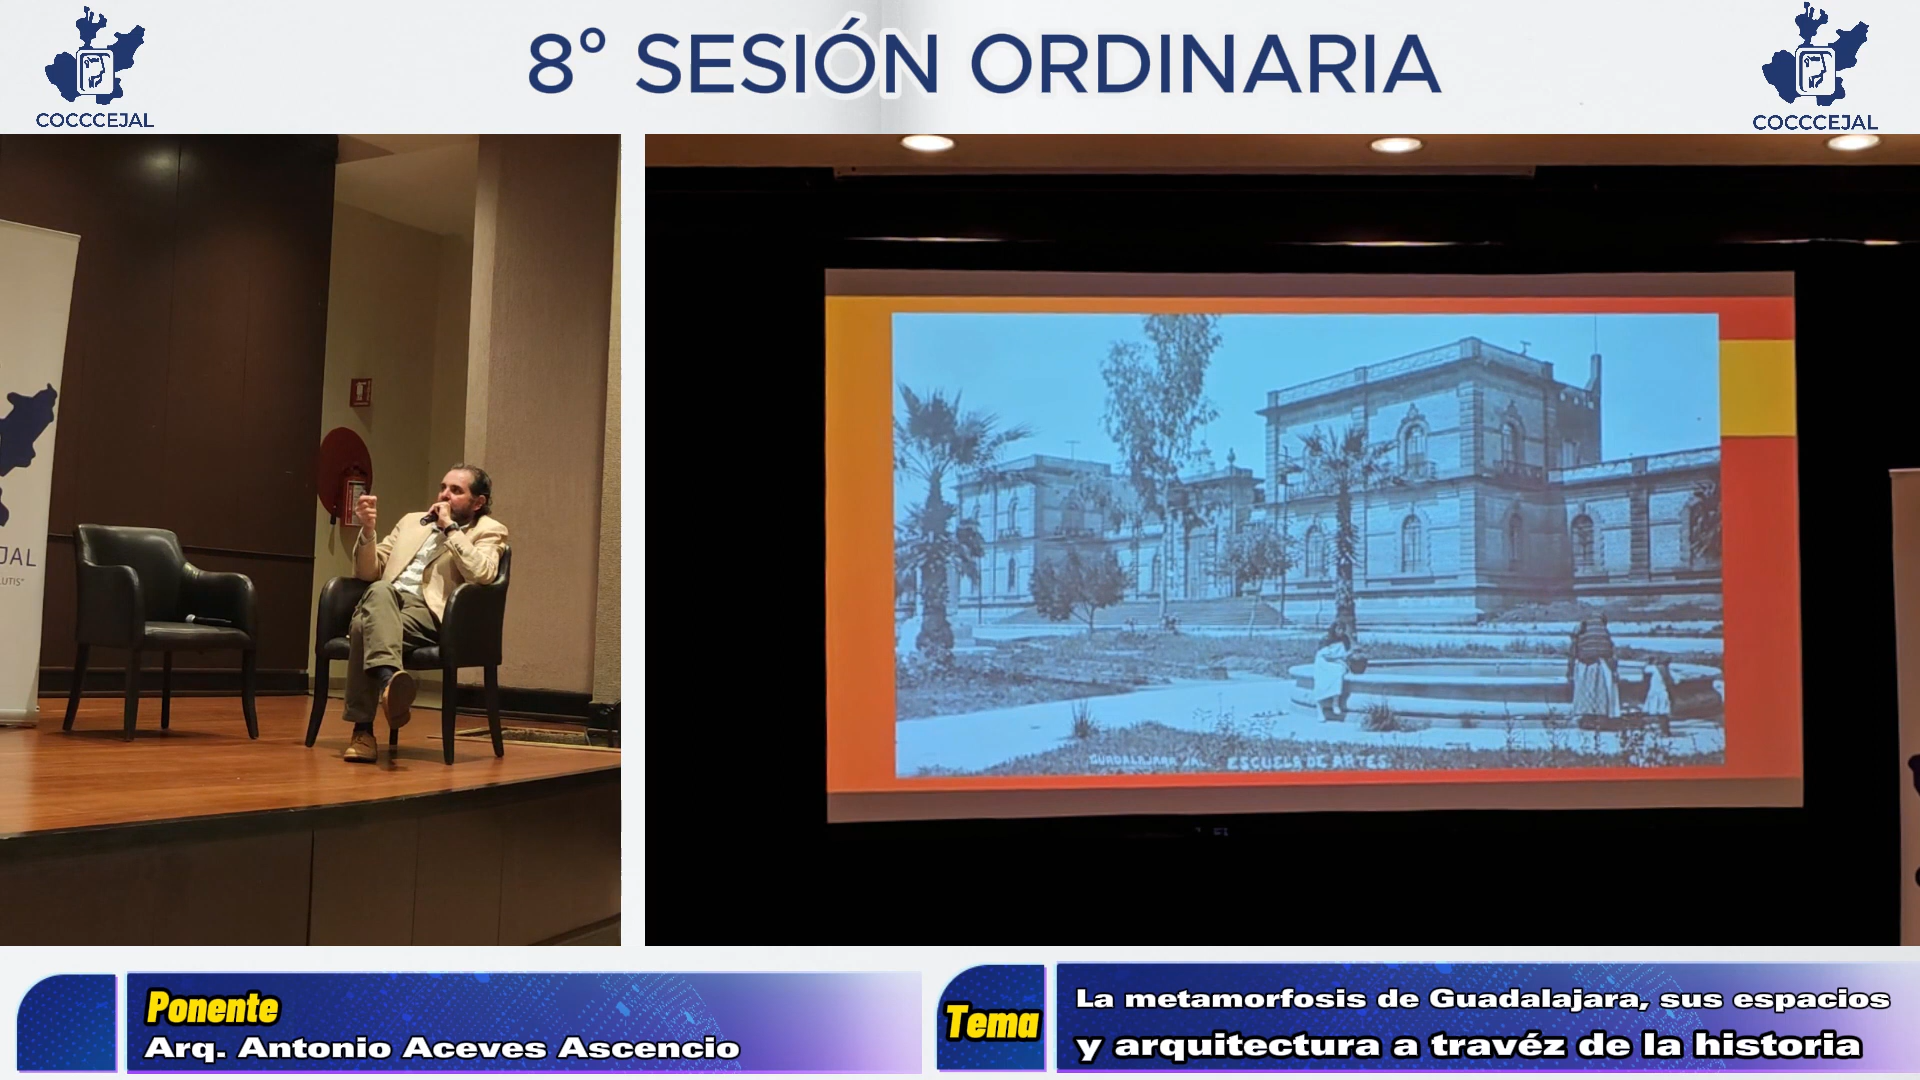 8° SESIÓN ORDINARIA
COCCCEJAL
COCCCEJAL
JAL
LUTIS"
GUADALAJARA JAL. ESCUELA DE ARTES.
Ponente
Arq. Antonio Aceves Ascencio
Tema
La metamorfosis de Guadalajara, sus espacios
y arquitectura a travéz de la historia